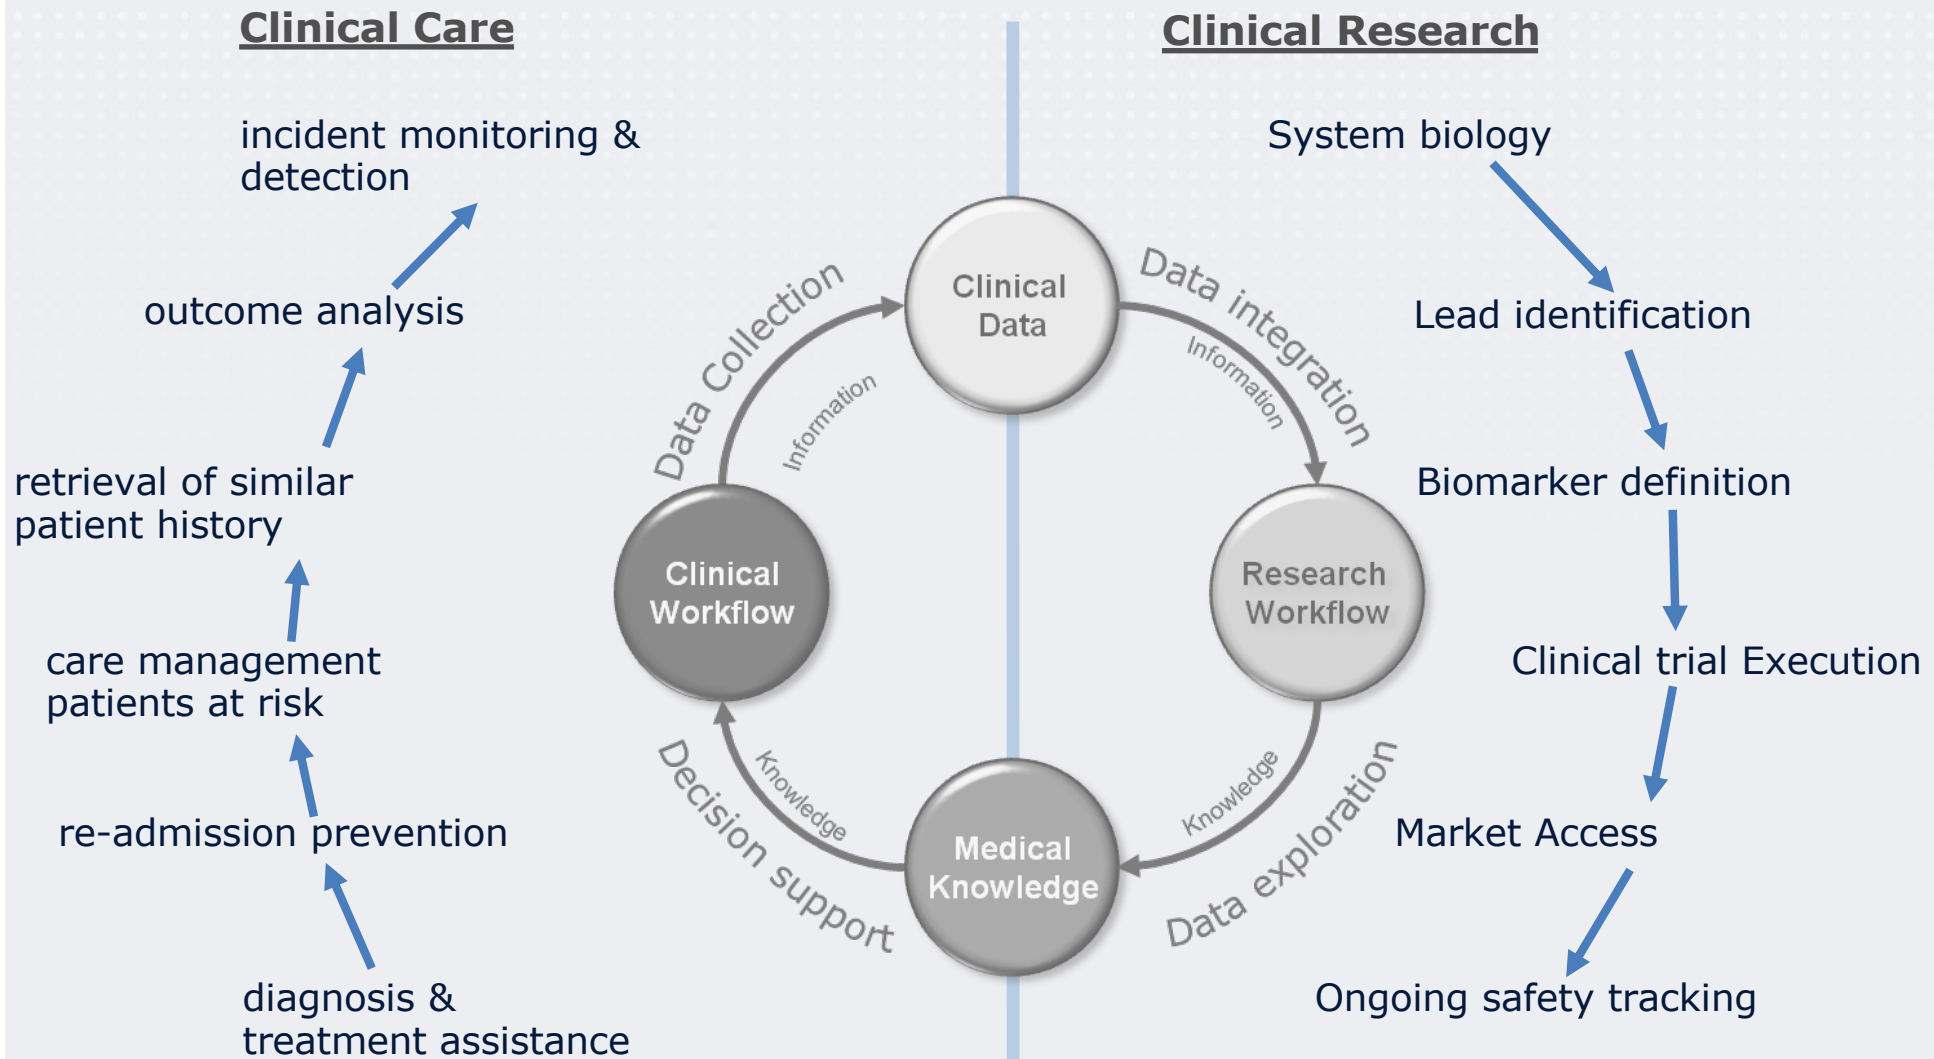 Clinical Care
incident monitoring &
detection
outcome analysis
retrieval of similar
patient history
care management
patients at risk
re-admission prevention
diagnosis &
treatment assistance
Clinical
Data
Data Collection
Information
Data integration
Information
Clinical
Workflow
Research
Workflow
Decision support
Knowledge
Data exploration
Knowledge
Medical
Knowledge
Clinical Research
System biology
Lead identification
Biomarker definition
Clinical trial Execution
Market Access
Ongoing safety tracking